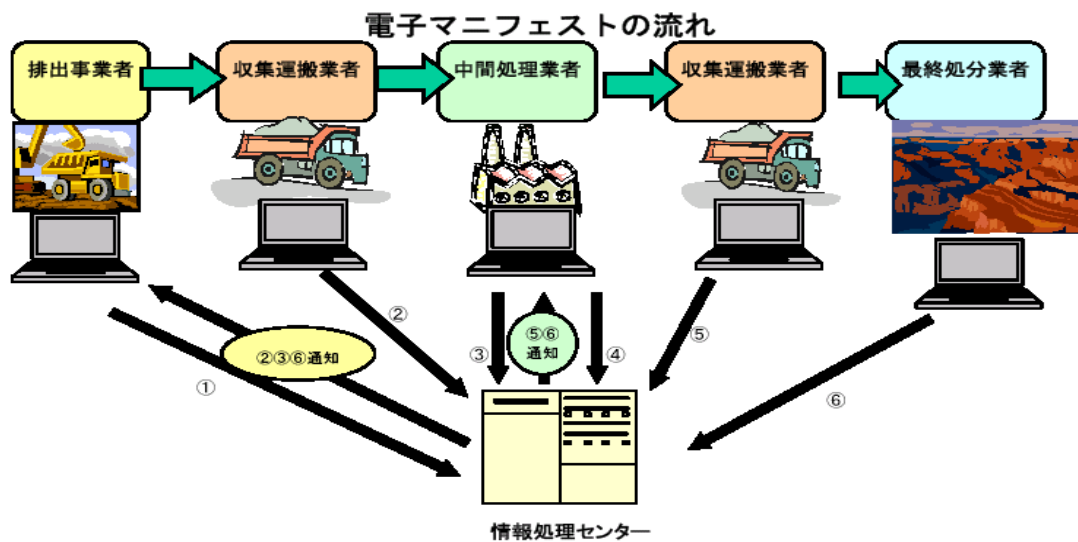 電子マニフェストの流れ
排出事業者
収集運搬業者
中間処理業者
収集運搬業者
最終処分業者
①
②③⑥通知
②
③
⑤⑥
通知
④
⑤
⑥
情報処理センター